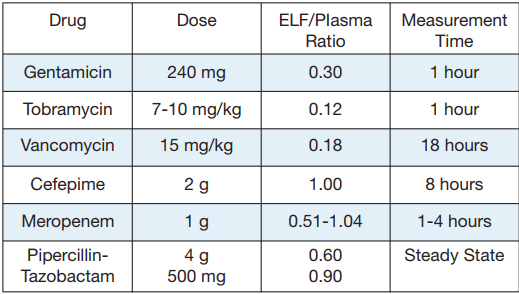 Drug Dose ELF/Plasma Ratio Measurement Time
Gentamicin 240 mg 0.30 1 hour
Tobramycin 7-10 mg/kg 0.12 1 hour
Vancomycin 15 mg/kg 0.18 18 hours
Cefepime 2 g 1.00 8 hours
Meropenem 1 g 0.51-1.04 1-4 hours
Pipercillin- 4 g 0.60 Steady State
Tazobactam 500 mg 0.90